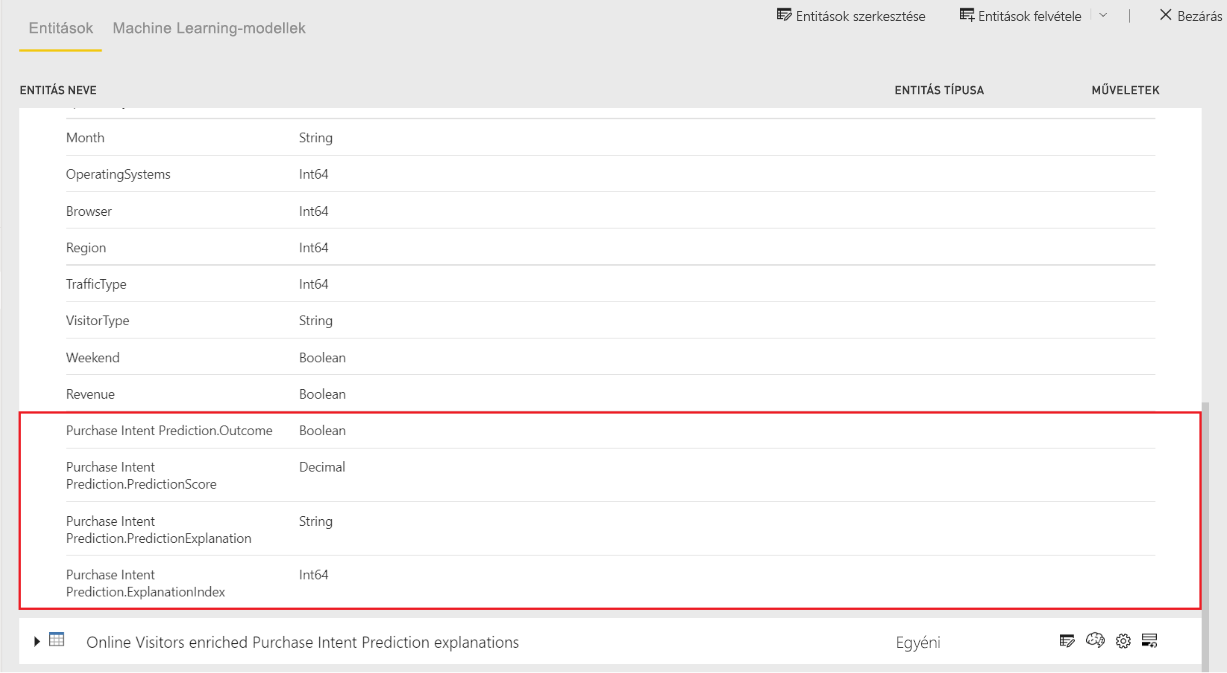 Entitások Machine Learning-modellek Entitások szerkesztése Entitások felvétele Bezárás
ENTITÁS NEVE ENTITÁS TÍPUSA MŰVELETEK
Month String
OperatingSystems Int64
Browser Int64
Region Int64
TrafficType Int64
VisitorType String
Weekend Boolean
Revenue Boolean
Purchase Intent Prediction.Outcome Boolean
Purchase Intent Decimal
Prediction.PredictionScore
Purchase Intent String
Prediction.PredictionExplanation
Purchase Intent Int64
Prediction.ExplanationIndex
Online Visitors enriched Purchase Intent Prediction explanations Egyéni